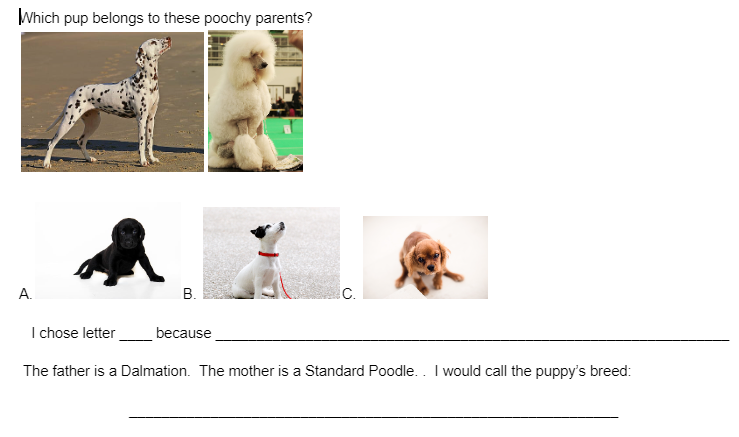 Which pup belongs to these poochy parents?
A. B. C.
I chose letter ____ because ______________________________________________________________
The father is a Dalmation.  The mother is a Standard Poodle. .  I would call the puppy's breed:
___________________________________________________________